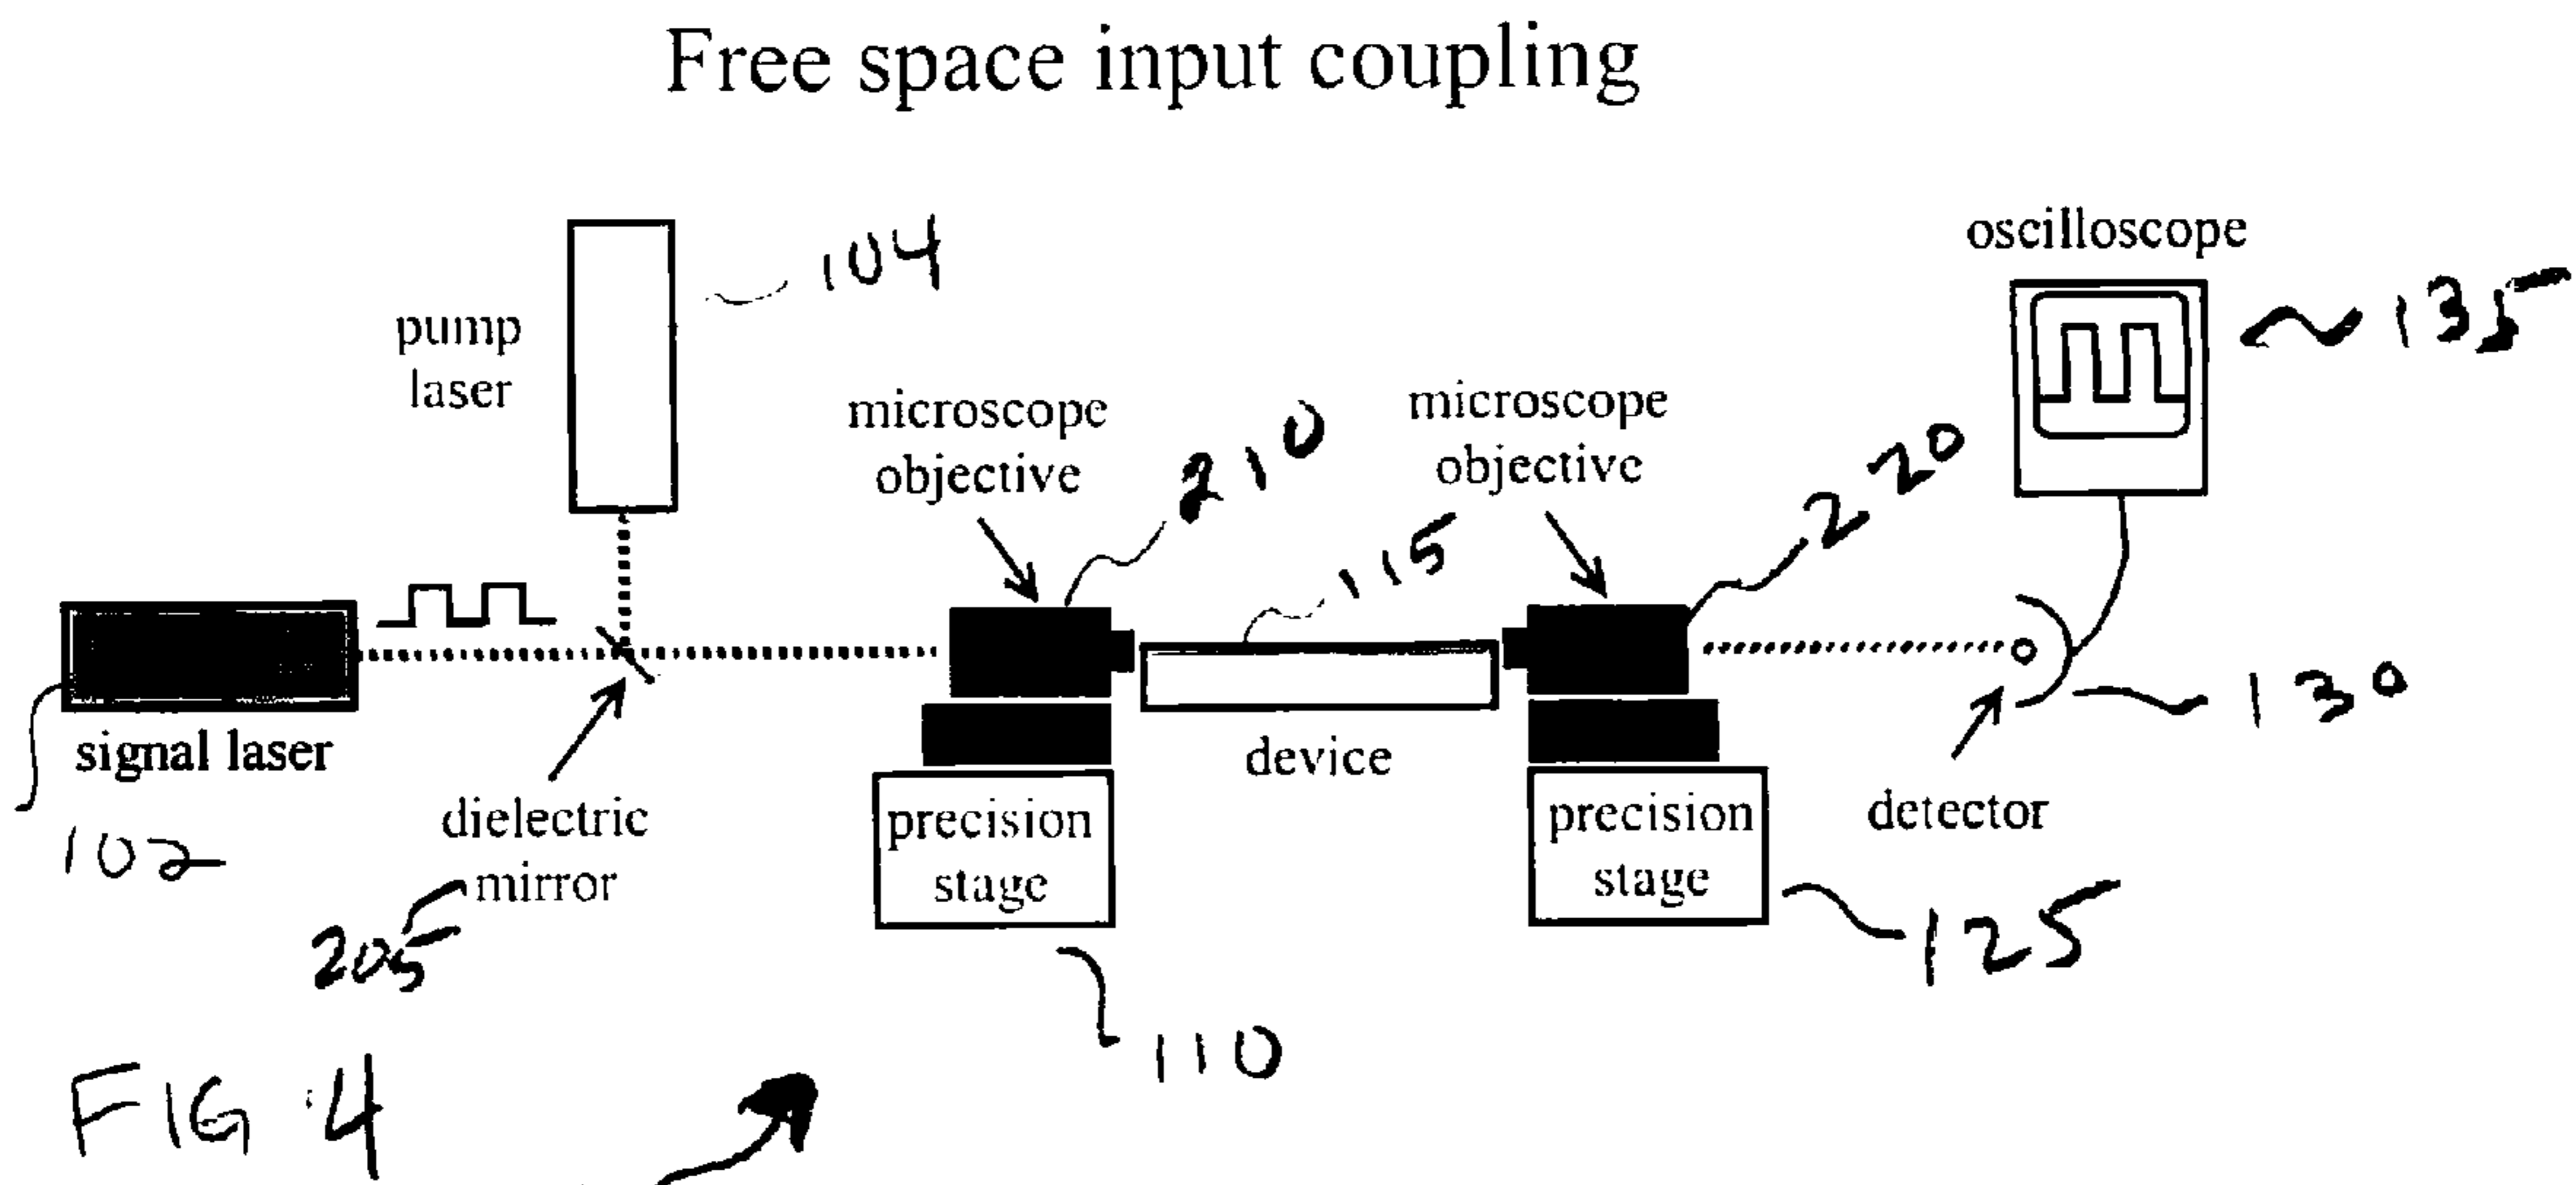 Free space input coupling
104
oscilloscope
135
pump
laser
microscope
objective
210
microscope
objective
220
115
signal laser
102
dielectric
mirror
205
device
precision
stage
110
precision
stage
125
detector
130
FIG 4